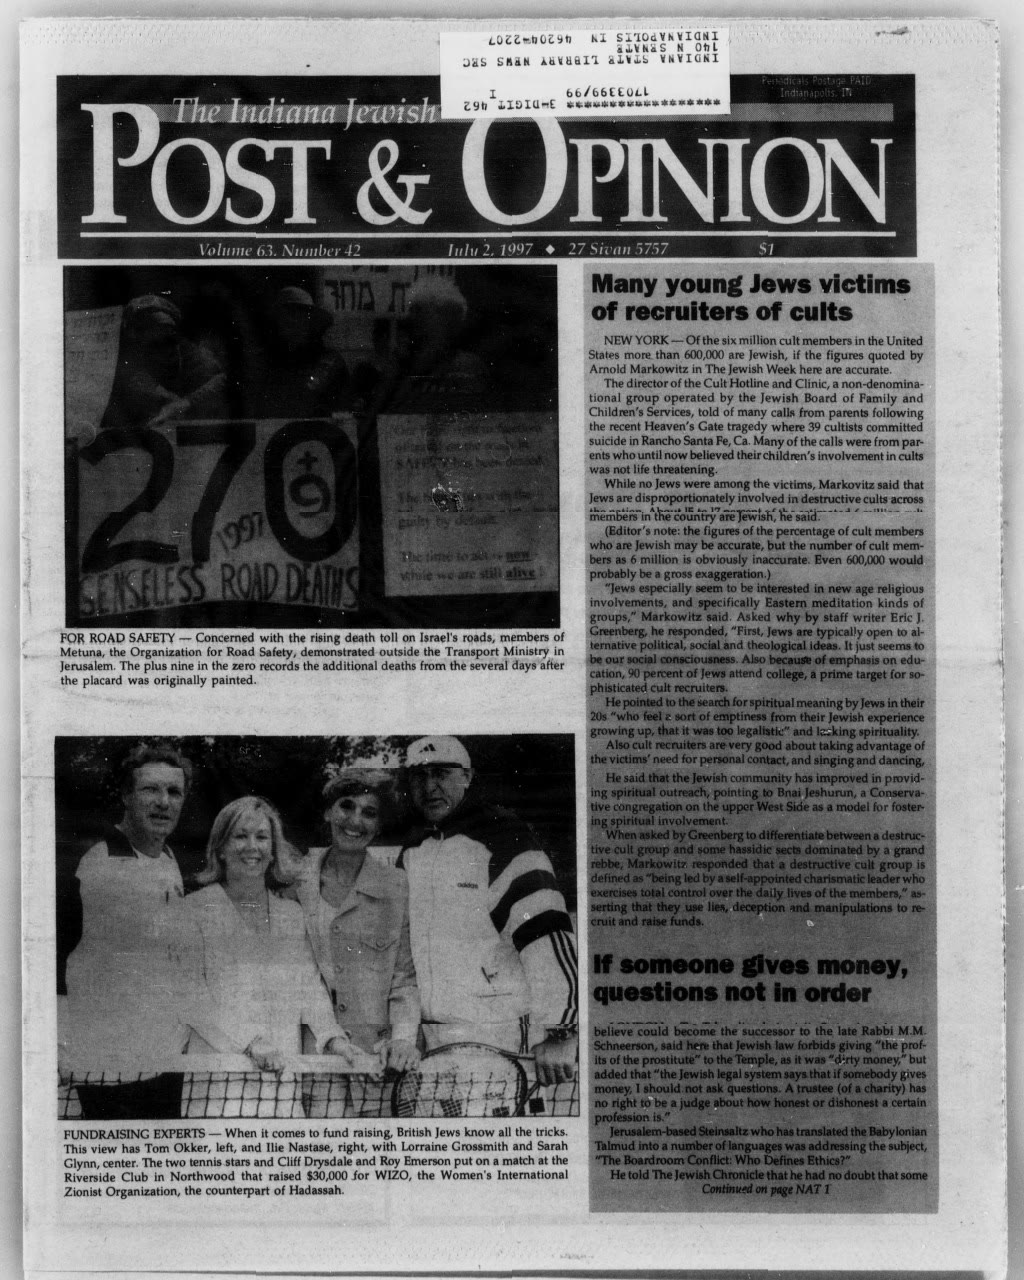 ***********************  3-DIGIT 462
170399/99   I
INDIANA STATE LIBRARY NEWS SEC
140 N SENATE
INDIANAPOLIS IN 46204-2207
Periodicals Postage PAID
Indianapolis, IN
The Indiana Jewish
POST & OPINION
Volume 63, Number 42   July 2, 1997 ◆ 27 Sivan 5757   $1
270
+
9
1997
SENSELESS ROAD DEATHS
The time to act is now
while we are still alive !
FOR ROAD SAFETY — Concerned with the rising death toll on Israel's roads, members of
Metuna, the Organization for Road Safety, demonstrated outside the Transport Ministry in
Jerusalem. The plus nine in the zero records the additional deaths from the several days after
the placard was originally painted.
adidas
FUNDRAISING EXPERTS — When it comes to fund raising, British Jews know all the tricks.
This view has Tom Okker, left, and Ilie Nastase, right, with Lorraine Grossmith and Sarah
Glynn, center. The two tennis stars and Cliff Drysdale and Roy Emerson put on a match at the
Riverside Club in Northwood that raised $30,000 for WIZO, the Women's International
Zionist Organization, the counterpart of Hadassah.
Many young Jews victims
of recruiters of cults
NEW YORK — Of the six million cult members in the United
States more than 600,000 are Jewish, if the figures quoted by
Arnold Markowitz in The Jewish Week here are accurate.
The director of the Cult Hotline and Clinic, a non-denomina-
tional group operated by the Jewish Board of Family and
Children's Services, told of many calls from parents following
the recent Heaven's Gate tragedy where 39 cultists committed
suicide in Rancho Santa Fe, Ca. Many of the calls were from par-
ents who until now believed their children's involvement in cults
was not life threatening.
While no Jews were among the victims, Markovitz said that
Jews are disproportionately involved in destructive cults across
members in the country are Jewish, he said.
(Editor's note: the figures of the percentage of cult members
who are Jewish may be accurate, but the number of cult mem-
bers as 6 million is obviously inaccurate. Even 600,000 would
probably be a gross exaggeration.)
"Jews especially seem to be interested in new age religious
involvements, and specifically Eastern meditation kinds of
groups," Markowitz said. Asked why by staff writer Eric J.
Greenberg, he responded, "First, Jews are typically open to al-
ternative political, social and theological ideas. It just seems to
be our social consciousness. Also because of emphasis on edu-
cation, 90 percent of Jews attend college, a prime target for so-
phisticated cult recruiters.
He pointed to the search for spiritual meaning by Jews in their
20s "who feel a sort of emptiness from their Jewish experience
growing up, that it was too legalistic" and lacking spirituality.
Also cult recruiters are very good about taking advantage of
the victims' need for personal contact, and singing and dancing,
He said that the Jewish community has improved in provid-
ing spiritual outreach, pointing to Bnai Jeshurun, a Conserva-
tive congregation on the upper West Side as a model for foster-
ing spiritual involvement.
When asked by Greenberg to differentiate between a destruc-
tive cult group and some hassidic sects dominated by a grand
rebbe, Markowitz responded that a destructive cult group is
defined as "being led by a self-appointed charismatic leader who
exercises total control over the daily lives of the members," as-
serting that they use lies, deception and manipulations to re-
cruit and raise funds.
If someone gives money,
questions not in order
believe could become the successor to the late Rabbi M.M.
Schneerson, said here that Jewish law forbids giving "the prof-
its of the prostitute" to the Temple, as it was "dirty money," but
added that "the Jewish legal system says that if somebody gives
money, I should not ask questions. A trustee (of a charity) has
no right to be a judge about how honest or dishonest a certain
profession is."
Jerusalem-based Steinsaltz who has translated the Babylonian
Talmud into a number of languages was addressing the subject,
"The Boardroom Conflict: Who Defines Ethics?"
He told The Jewish Chronicle that he had no doubt that some
Continued on page NAT 1